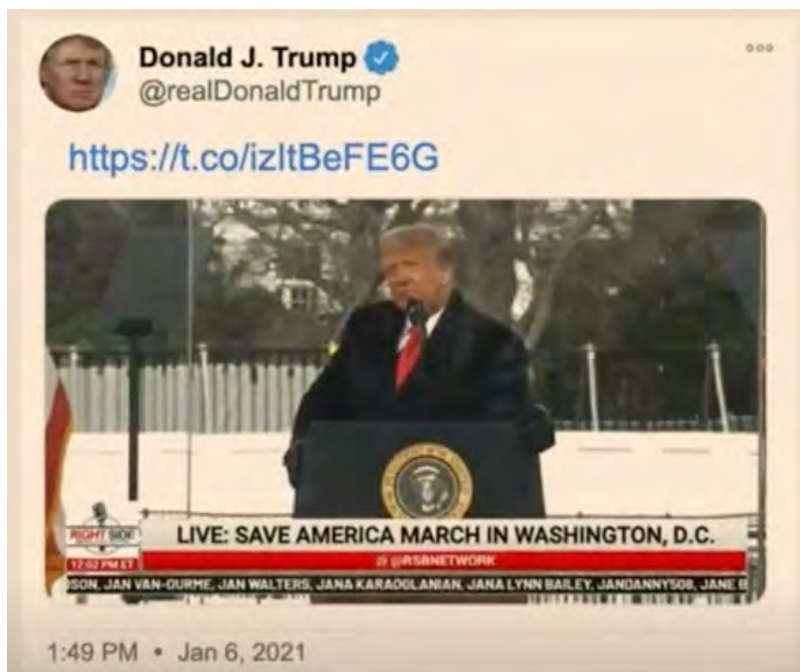 Donald J. Trump
@realDonaldTrump
https://t.co/izItBeFE6G
RIGHT SIDE
LIVE: SAVE AMERICA MARCH IN WASHINGTON, D.C.
12:02 PM ET
@RSBNETWORK
SON, JAN VAN-DURME, JAN WALTERS, JANA KARAOGLANIAN, JANA LYNN BAILEY, JANDANNY508, JANE B
1:49 PM • Jan 6, 2021